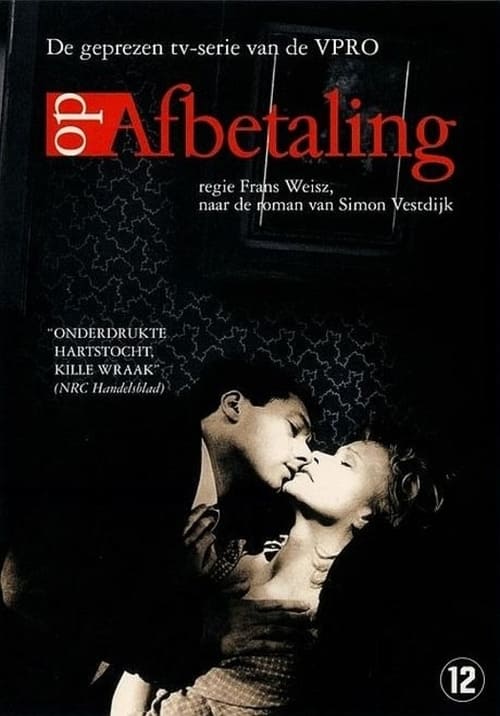 De geprezen tv-serie van de VPRO
op Afbetaling
regie Frans Weisz,
naar de roman van Simon Vestdijk
"ONDERDRUKTE
HARTSTOCHT,
KILLE WRAAK"
(NRC Handelsblad)
12